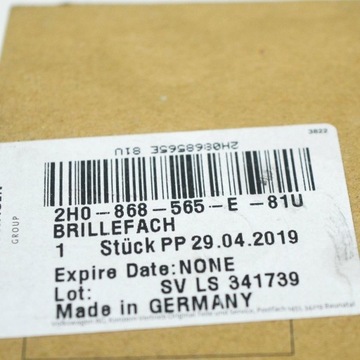 3822
2H0868565E 81U
GROUP
2H0-868-565-E -81U
BRILLEFACH
1 Stück PP 29.04.2019
Expire Date:NONE
Lot: SV LS 341739
Made in GERMANY